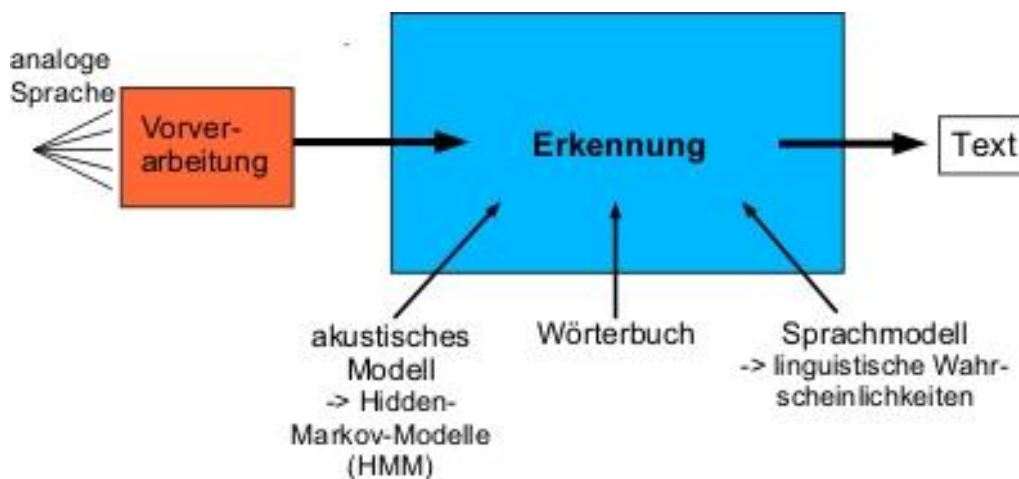 analoge
Sprache
Vorver-
arbeitung
Erkennung
Text
akustisches
Modell
-> Hidden-
Markov-Modelle
(HMM)
Wörterbuch
Sprachmodell
-> linguistische Wahr-
scheinlichkeiten